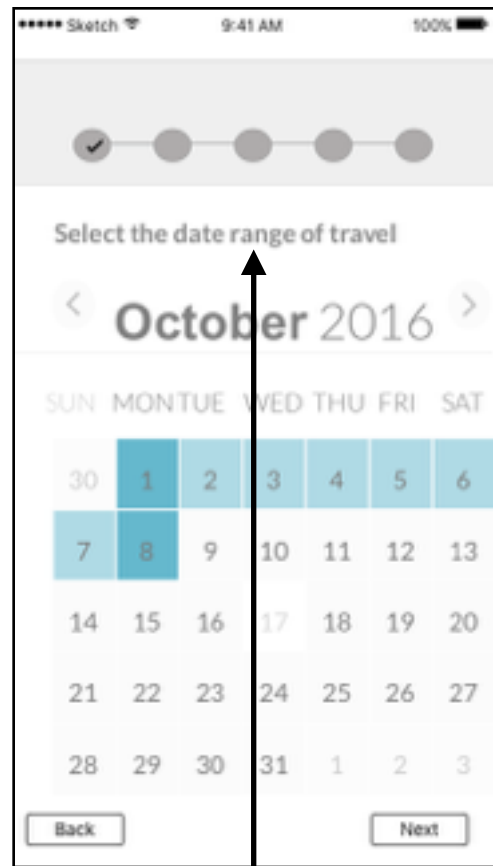 Sketch 9:41 AM 100%
Select the date range of travel
October 2016
SUN MON TUE WED THU FRI SAT
30 1 2 3 4 5 6
7 8 9 10 11 12 13
14 15 16 17 18 19 20
21 22 23 24 25 26 27
28 29 30 31 1 2 3
Back Next